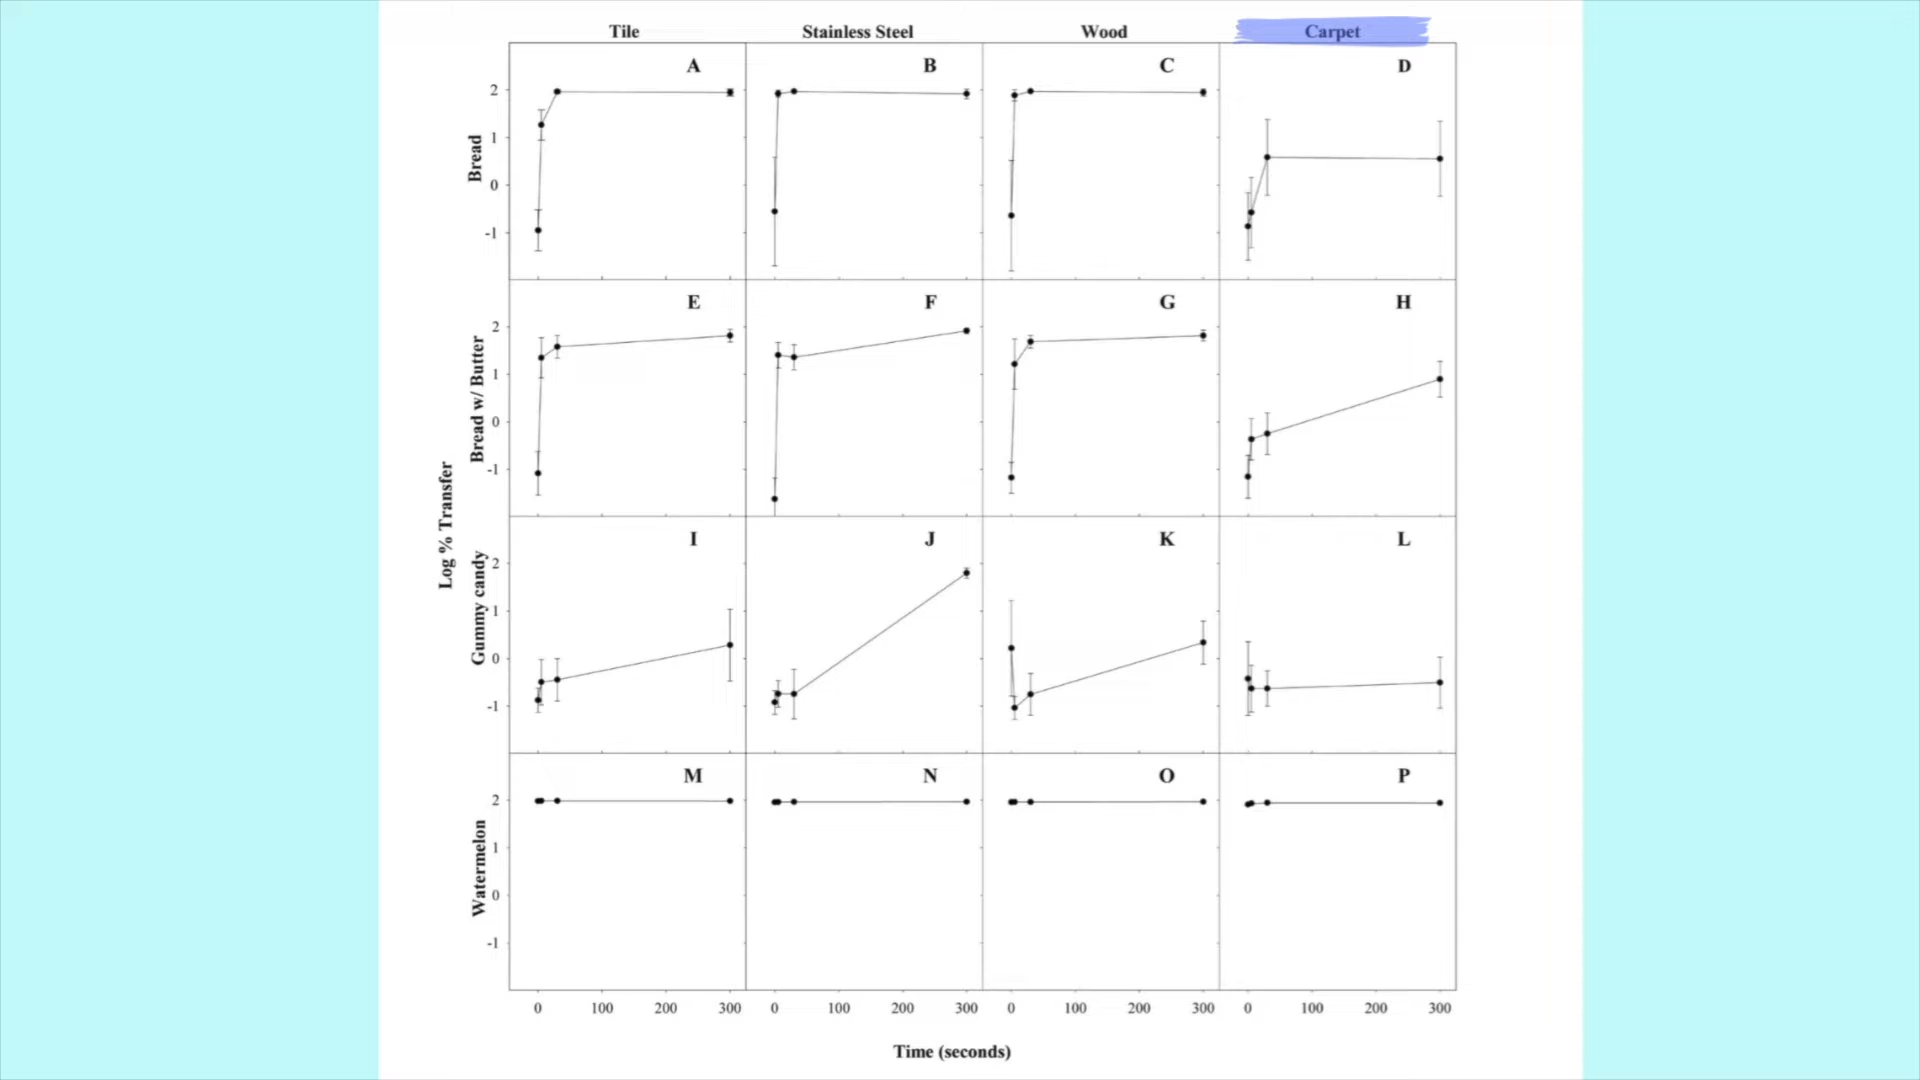 Tile Stainless Steel Wood Carpet
A B C D
2
1
0
-1
Bread
E F G H
2
1
0
-1
Bread w/ Butter
Log % Transfer
I J K L
2
1
0
-1
Gummy candy
M N O P
2
1
0
-1
Watermelon
0 100 200 300 0 100 200 300 0 100 200 300 0 100 200 300
Time (seconds)